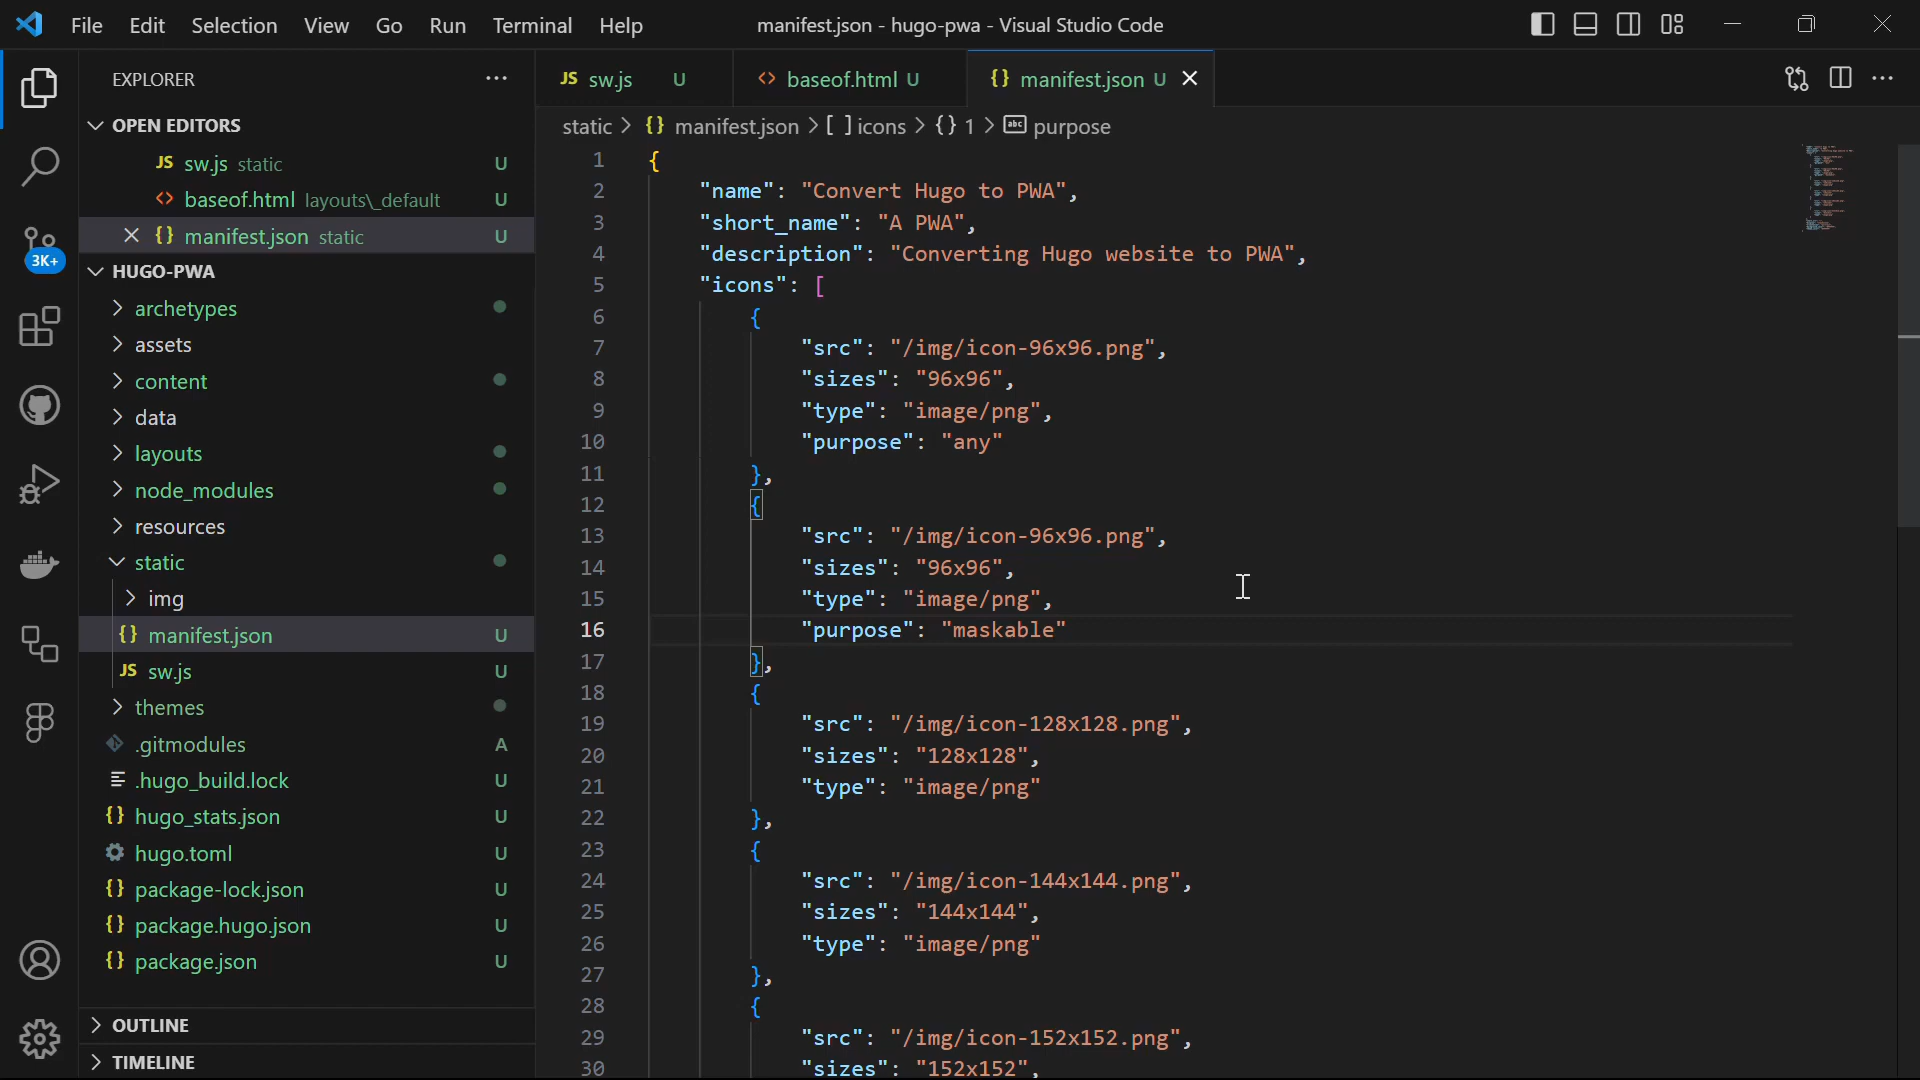 File Edit Selection View Go Run Terminal Help manifest.json - hugo-pwa - Visual Studio Code
EXPLORER
JS sw.js U
<> baseof.html U
{} manifest.json U
OPEN EDITORS
JS sw.js static U
<> baseof.html layouts\_default U
{} manifest.json static U
3K+
HUGO-PWA
archetypes
assets
content
data
layouts
node_modules
resources
static
img
{} manifest.json U
JS sw.js U
themes
.gitmodules A
.hugo_build.lock U
{} hugo_stats.json U
hugo.toml U
{} package-lock.json U
{} package.hugo.json U
{} package.json U
OUTLINE
TIMELINE
static > {} manifest.json > [ ] icons > {} 1 > abc purpose
1 {
2 "name": "Convert Hugo to PWA",
3 "short_name": "A PWA",
4 "description": "Converting Hugo website to PWA",
5 "icons": [
6 {
7 "src": "/img/icon-96x96.png",
8 "sizes": "96x96",
9 "type": "image/png",
10 "purpose": "any"
11 },
12 {
13 "src": "/img/icon-96x96.png",
14 "sizes": "96x96",
15 "type": "image/png",
16 "purpose": "maskable"
17 },
18 {
19 "src": "/img/icon-128x128.png",
20 "sizes": "128x128",
21 "type": "image/png"
22 },
23 {
24 "src": "/img/icon-144x144.png",
25 "sizes": "144x144",
26 "type": "image/png"
27 },
28 {
29 "src": "/img/icon-152x152.png",
30 "sizes": "152x152",